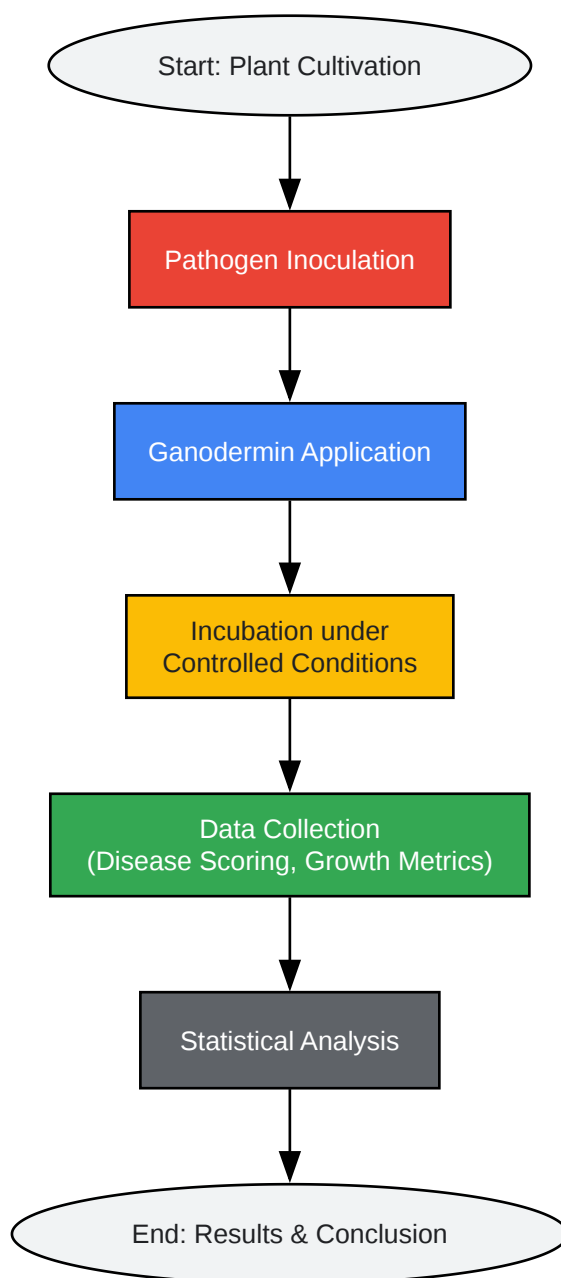 Start: Plant Cultivation
Pathogen Inoculation
Ganodermin Application
Incubation under
Controlled Conditions
Data Collection
(Disease Scoring, Growth Metrics)
Statistical Analysis
End: Results & Conclusion